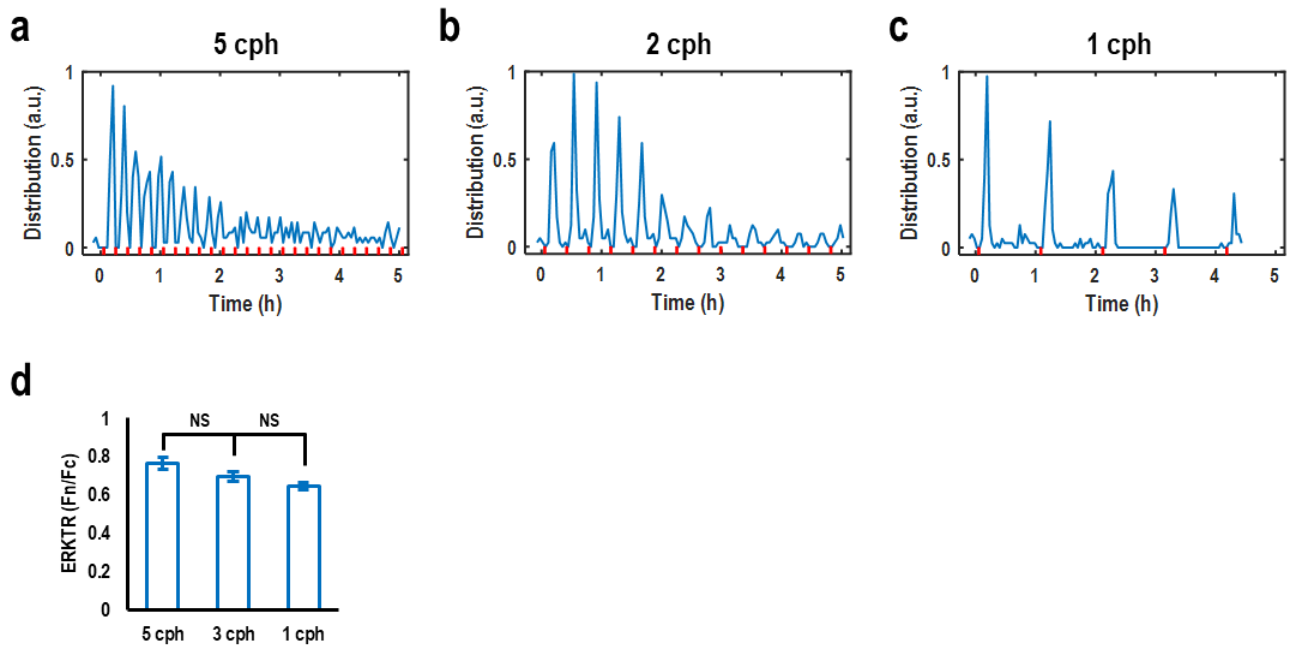 a
5 cph
Distribution (a.u.)
1
0.5
0
0 1 2 3 4 5
Time (h)
b
2 cph
Distribution (a.u.)
1
0.5
0
0 1 2 3 4 5
Time (h)
c
1 cph
Distribution (a.u.)
1
0.5
0
0 1 2 3 4 5
Time (h)
d
ERKTR (Fn/Fc)
1
0.8
0.6
0.4
0.2
0
NS NS
5 cph 3 cph 1 cph